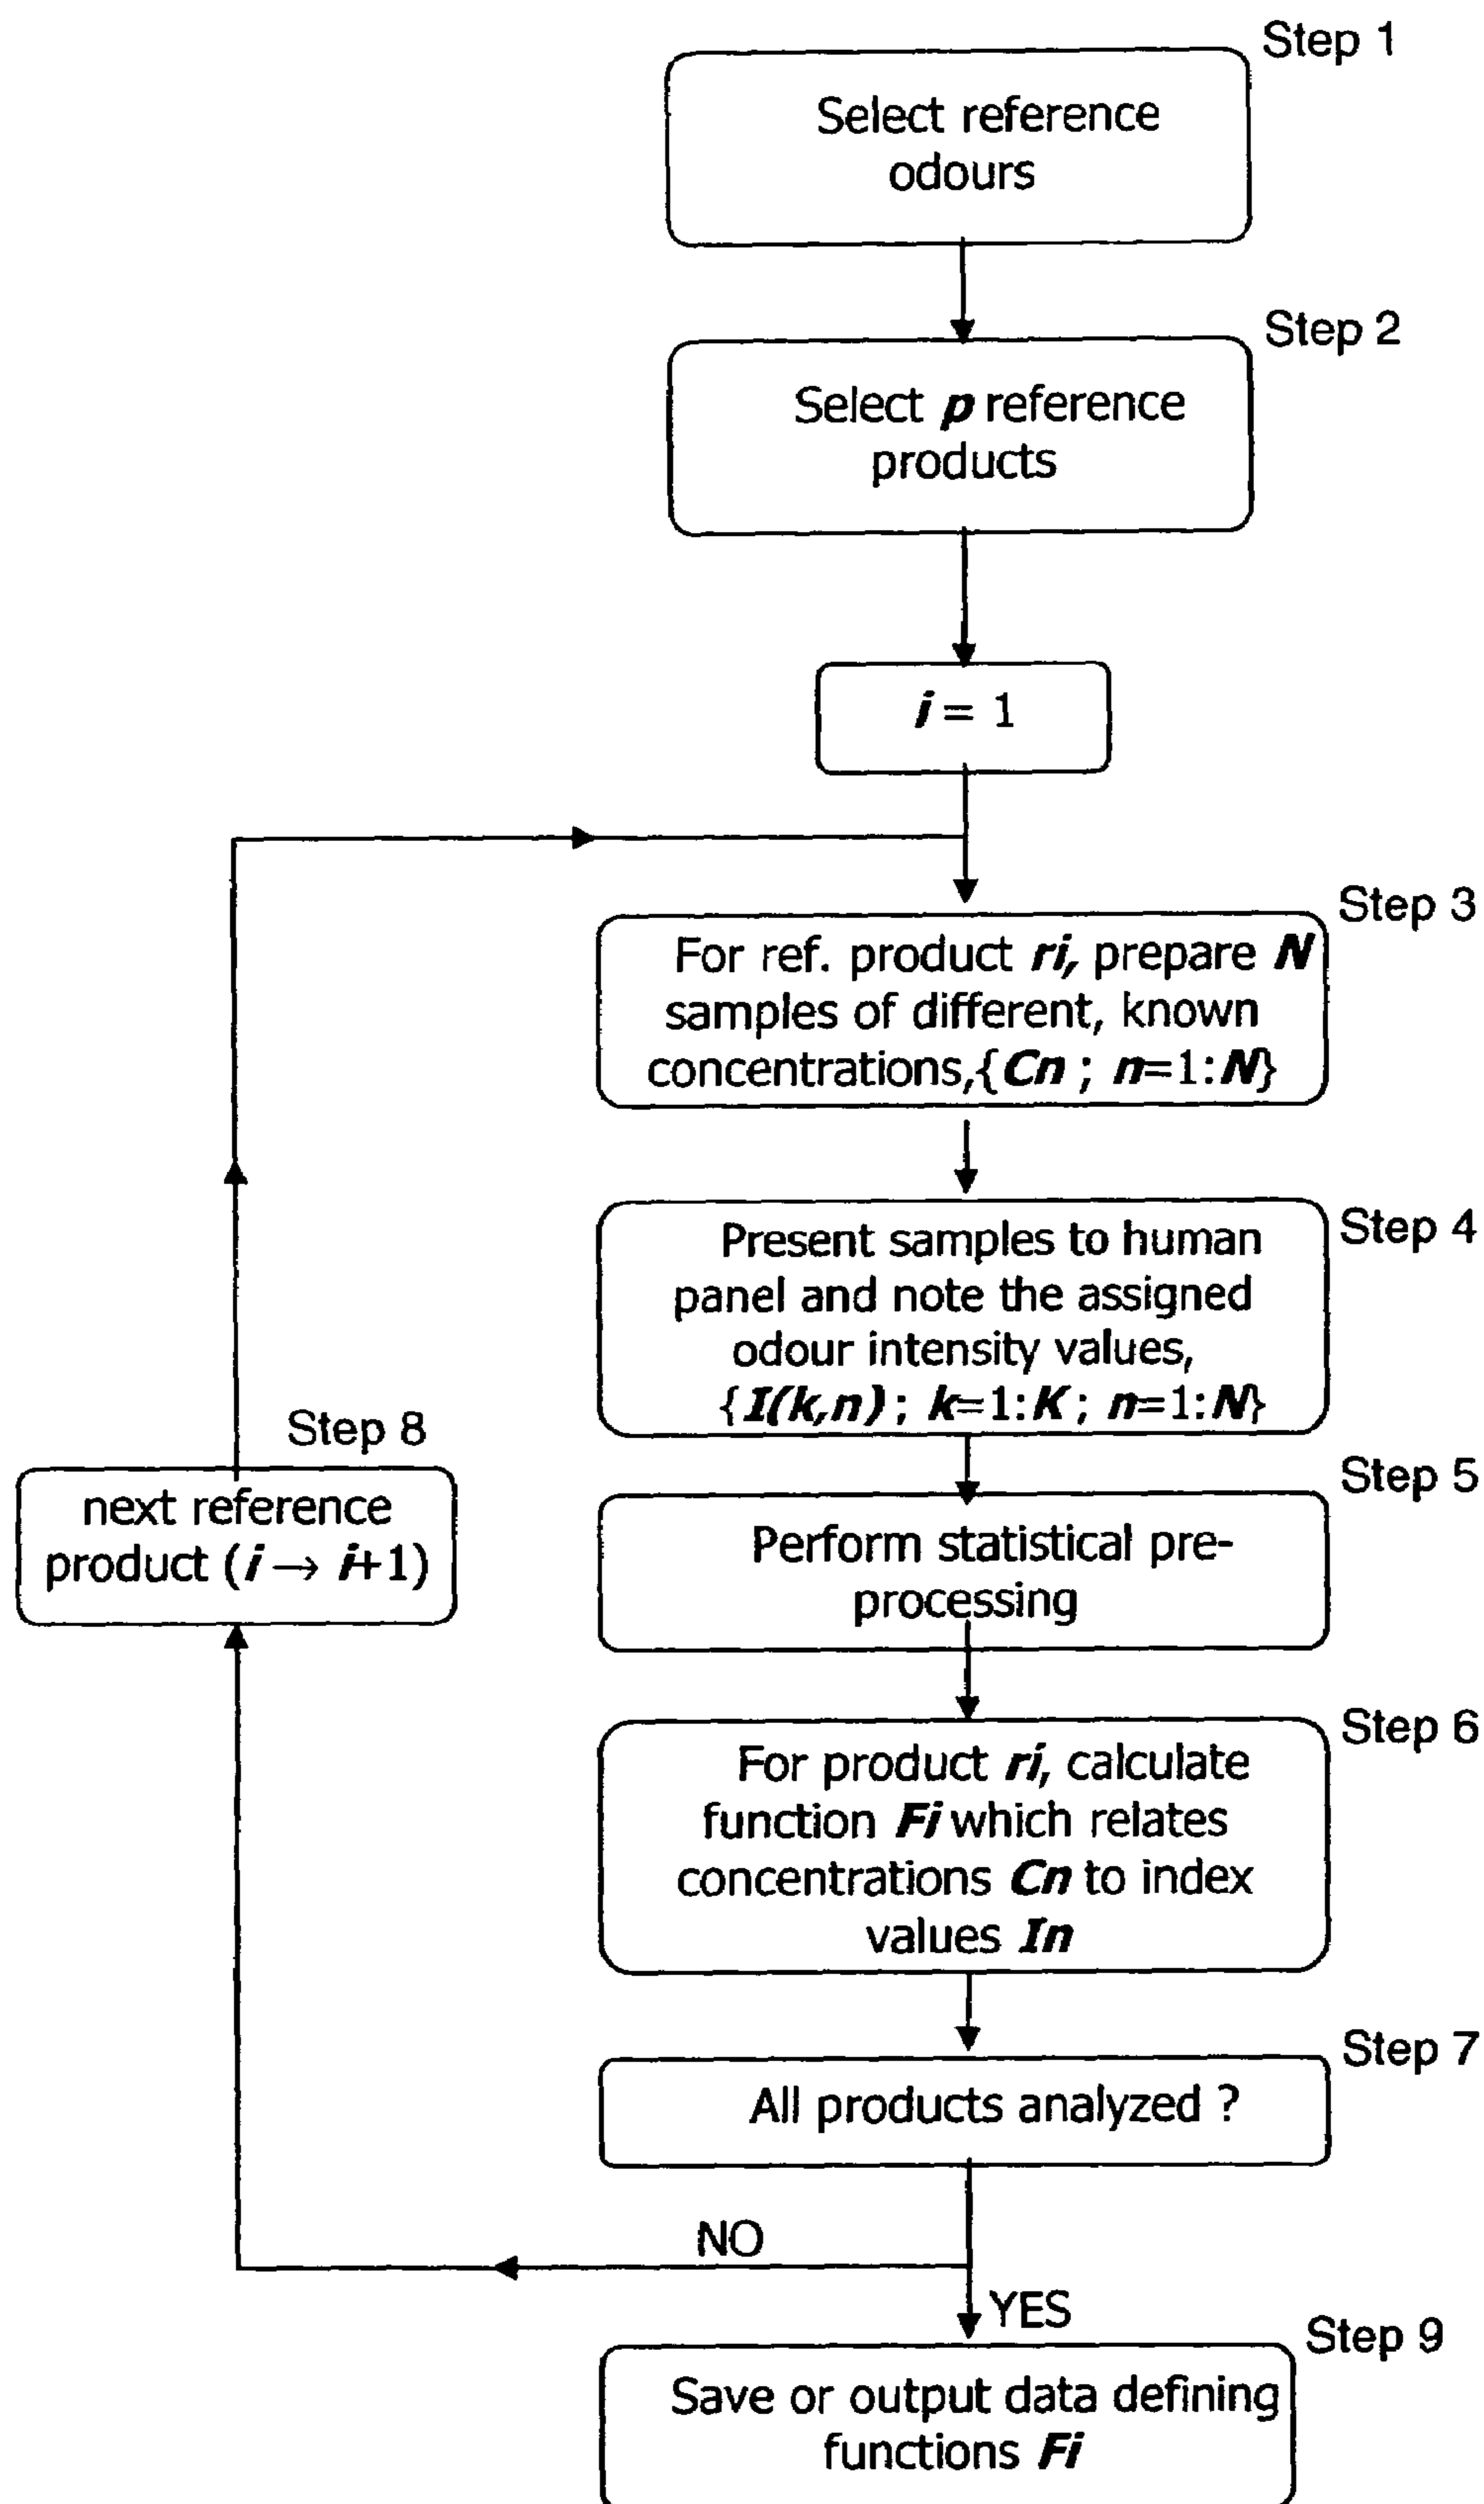 Step 1
Select reference
odours
Step 2
Select p reference
products
i = 1
Step 3
For ref. product ri, prepare N
samples of different, known
concentrations,{Cn ; n=1:N}
Step 4
Present samples to human
panel and note the assigned
odour intensity values,
{I(k,n) ; k=1:K ; n=1:N}
Step 5
Perform statistical pre-
processing
Step 6
For product ri, calculate
function Fi which relates
concentrations Cn to index
values In
Step 7
All products analyzed ?
NO
YES
Step 8
next reference
product (i → i+1)
Step 9
Save or output data defining
functions Fi